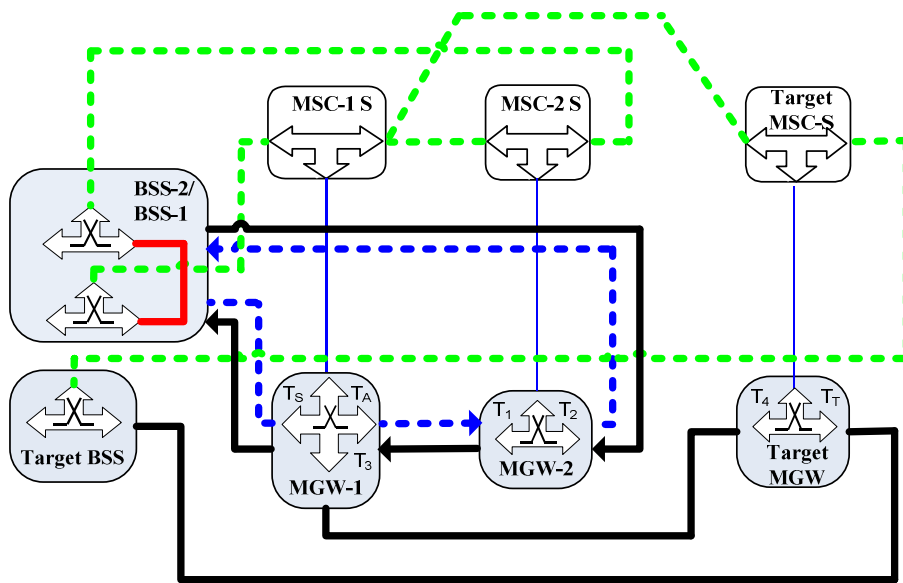 MSC-1 S
MSC-2 S
Target
MSC-S
BSS-2/
BSS-1
Target BSS
TS
TA
T3
MGW-1
T1
T2
MGW-2
T4
TT
Target
MGW